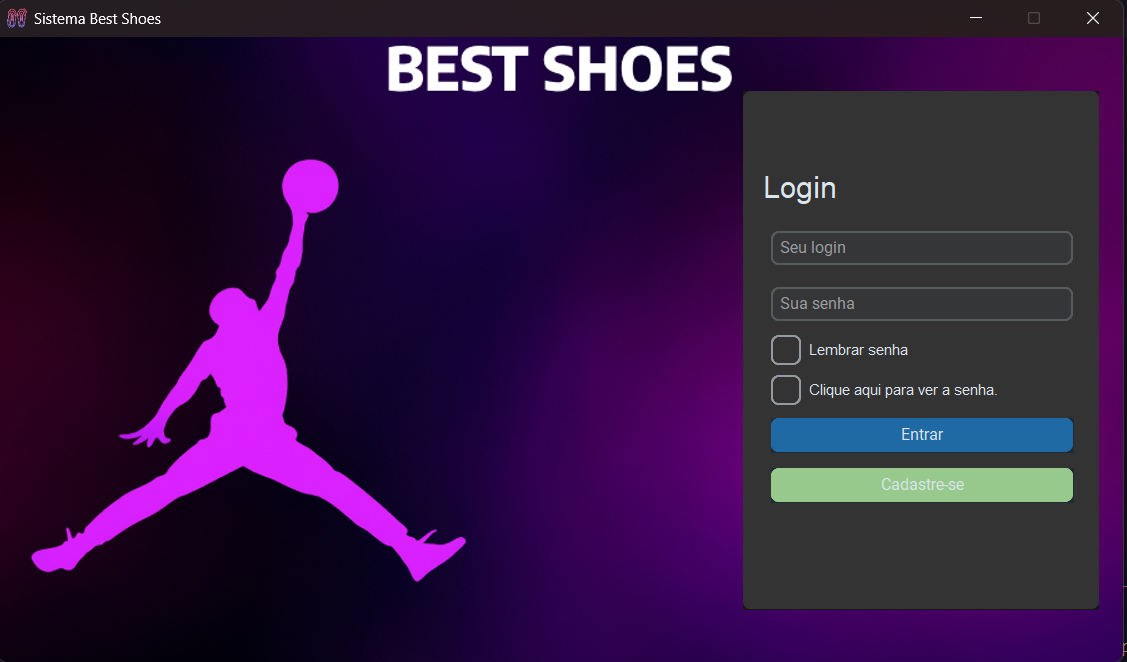 Sistema Best Shoes
BEST SHOES
Login
Seu login
Sua senha
Lembrar senha
Clique aqui para ver a senha.
Entrar
Cadastre-se